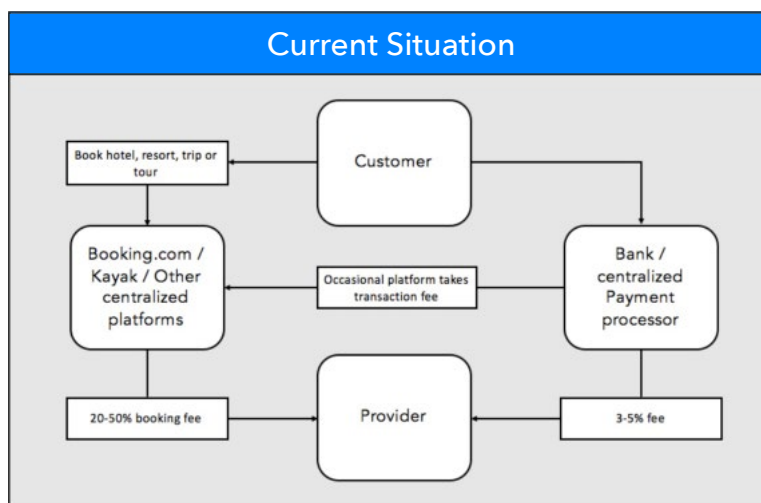 Current Situation
Book hotel, resort, trip or
tour
Customer
Booking.com /
Kayak / Other
centralized
platforms
Occasional platform takes
transaction fee
Bank /
centralized
Payment
processor
20-50% booking fee
Provider
3-5% fee